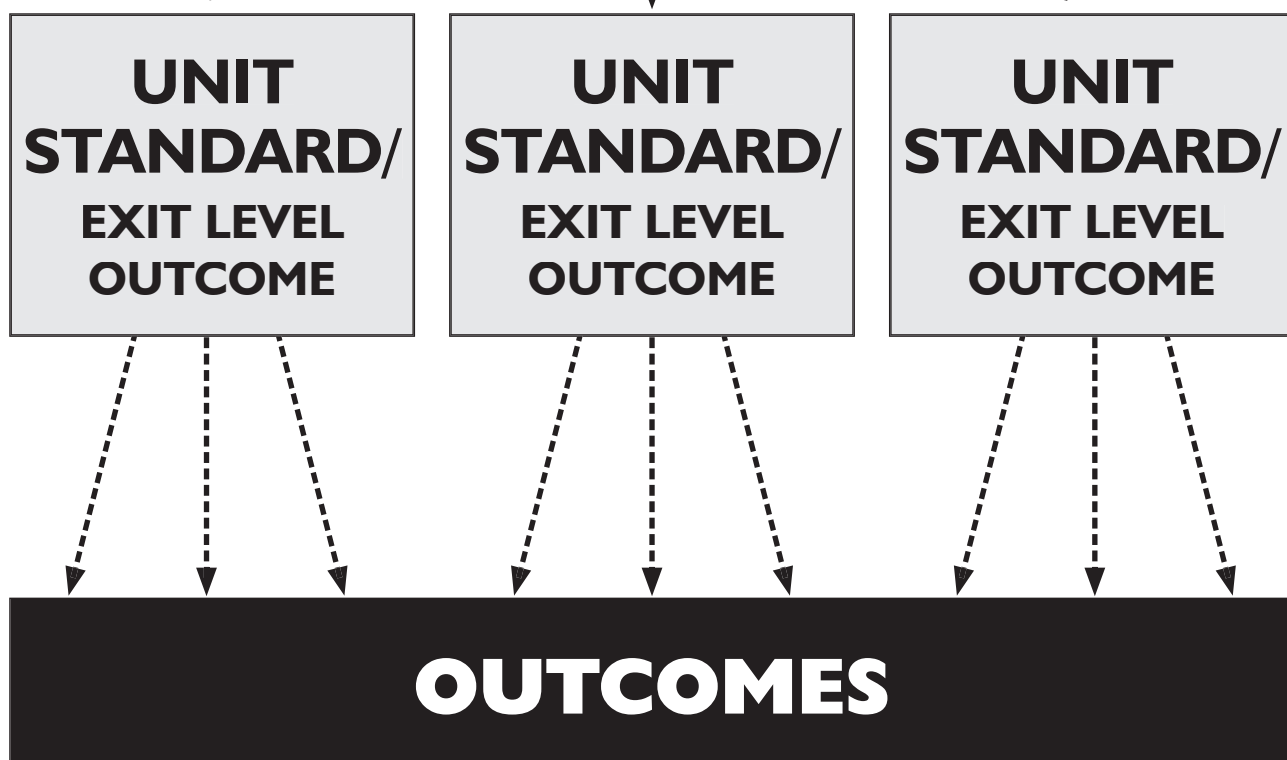 UNIT
STANDARD/
EXIT LEVEL
OUTCOME
UNIT
STANDARD/
EXIT LEVEL
OUTCOME
UNIT
STANDARD/
EXIT LEVEL
OUTCOME
OUTCOMES